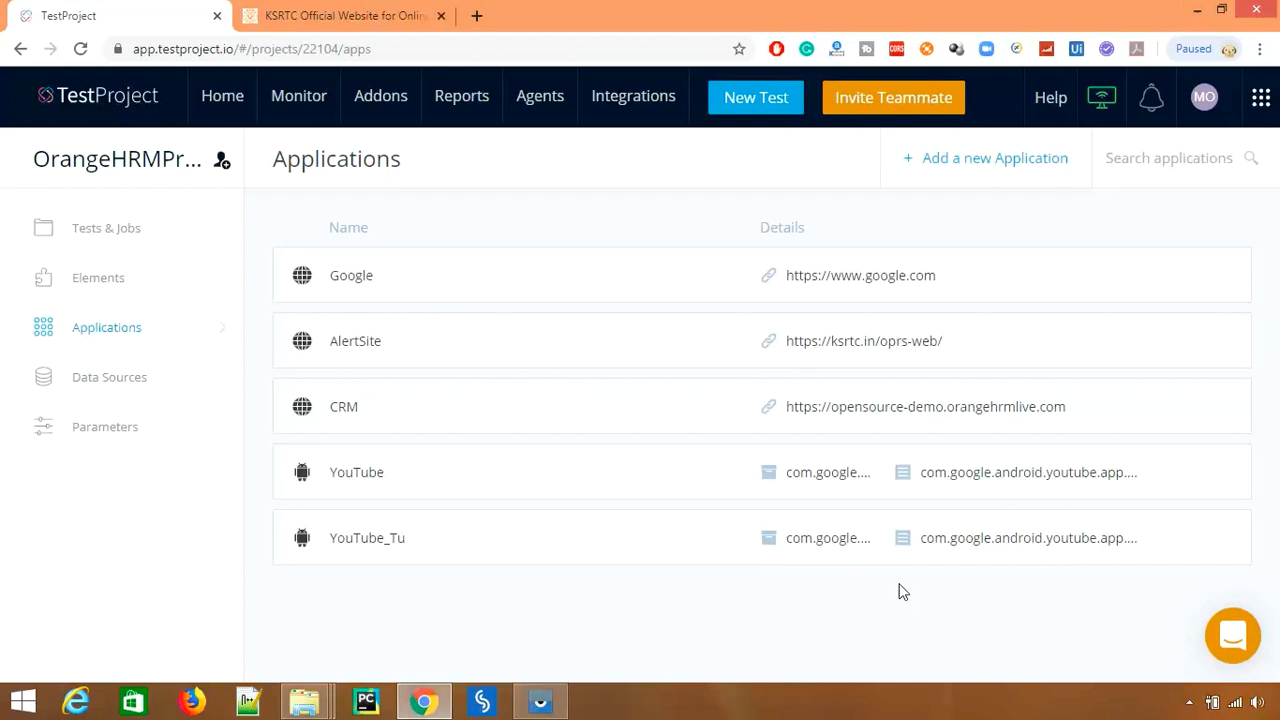 TestProject
KSRTC Official Website for Onlin
app.testproject.io/#/projects/22104/apps
CORS
Ui
Paused
TestProject
Home
Monitor
Addons
Reports
Agents
Integrations
New Test
Invite Teammate
Help
MO
OrangeHRMPr...
Applications
+ Add a new Application
Search applications
Tests & Jobs
Elements
Applications
Data Sources
Parameters
Name
Details
Google
https://www.google.com
AlertSite
https://ksrtc.in/oprs-web/
CRM
https://opensource-demo.orangehrmlive.com
YouTube
com.google....
com.google.android.youtube.app....
YouTube_Tu
com.google....
com.google.android.youtube.app....
PC